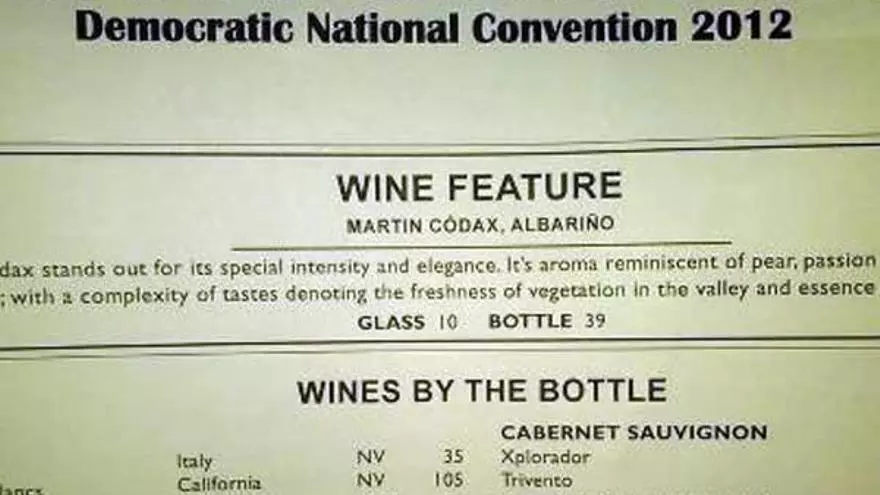 Democratic National Convention 2012
WINE FEATURE
MARTIN CÓDAX, ALBARIÑO
dax stands out for its special intensity and elegance. It's aroma reminiscent of pear, passion
; with a complexity of tastes denoting the freshness of vegetation in the valley and essence
GLASS 10 BOTTLE 39
WINES BY THE BOTTLE
CABERNET SAUVIGNON
Italy NV 35 Xplorador
California NV 105 Trivento